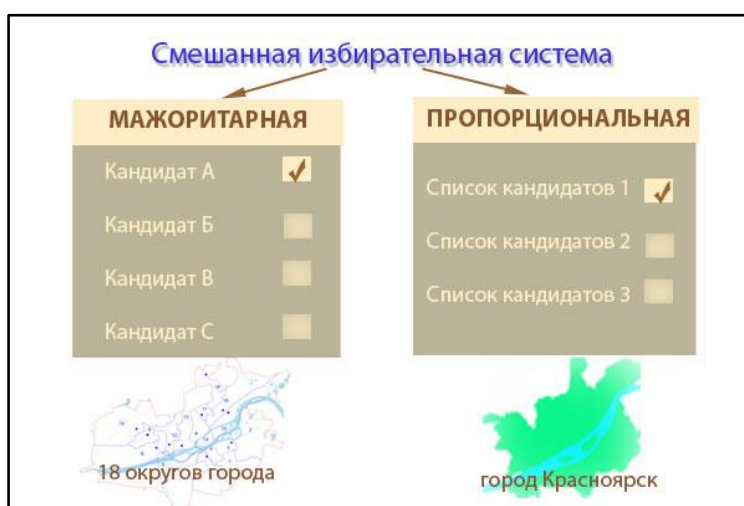 Смешанная избирательная система
МАЖОРИТАРНАЯ
Кандидат А
Кандидат Б
Кандидат В
Кандидат С
18 округов города
ПРОПОРЦИОНАЛЬНАЯ
Список кандидатов 1
Список кандидатов 2
Список кандидатов 3
город Красноярск